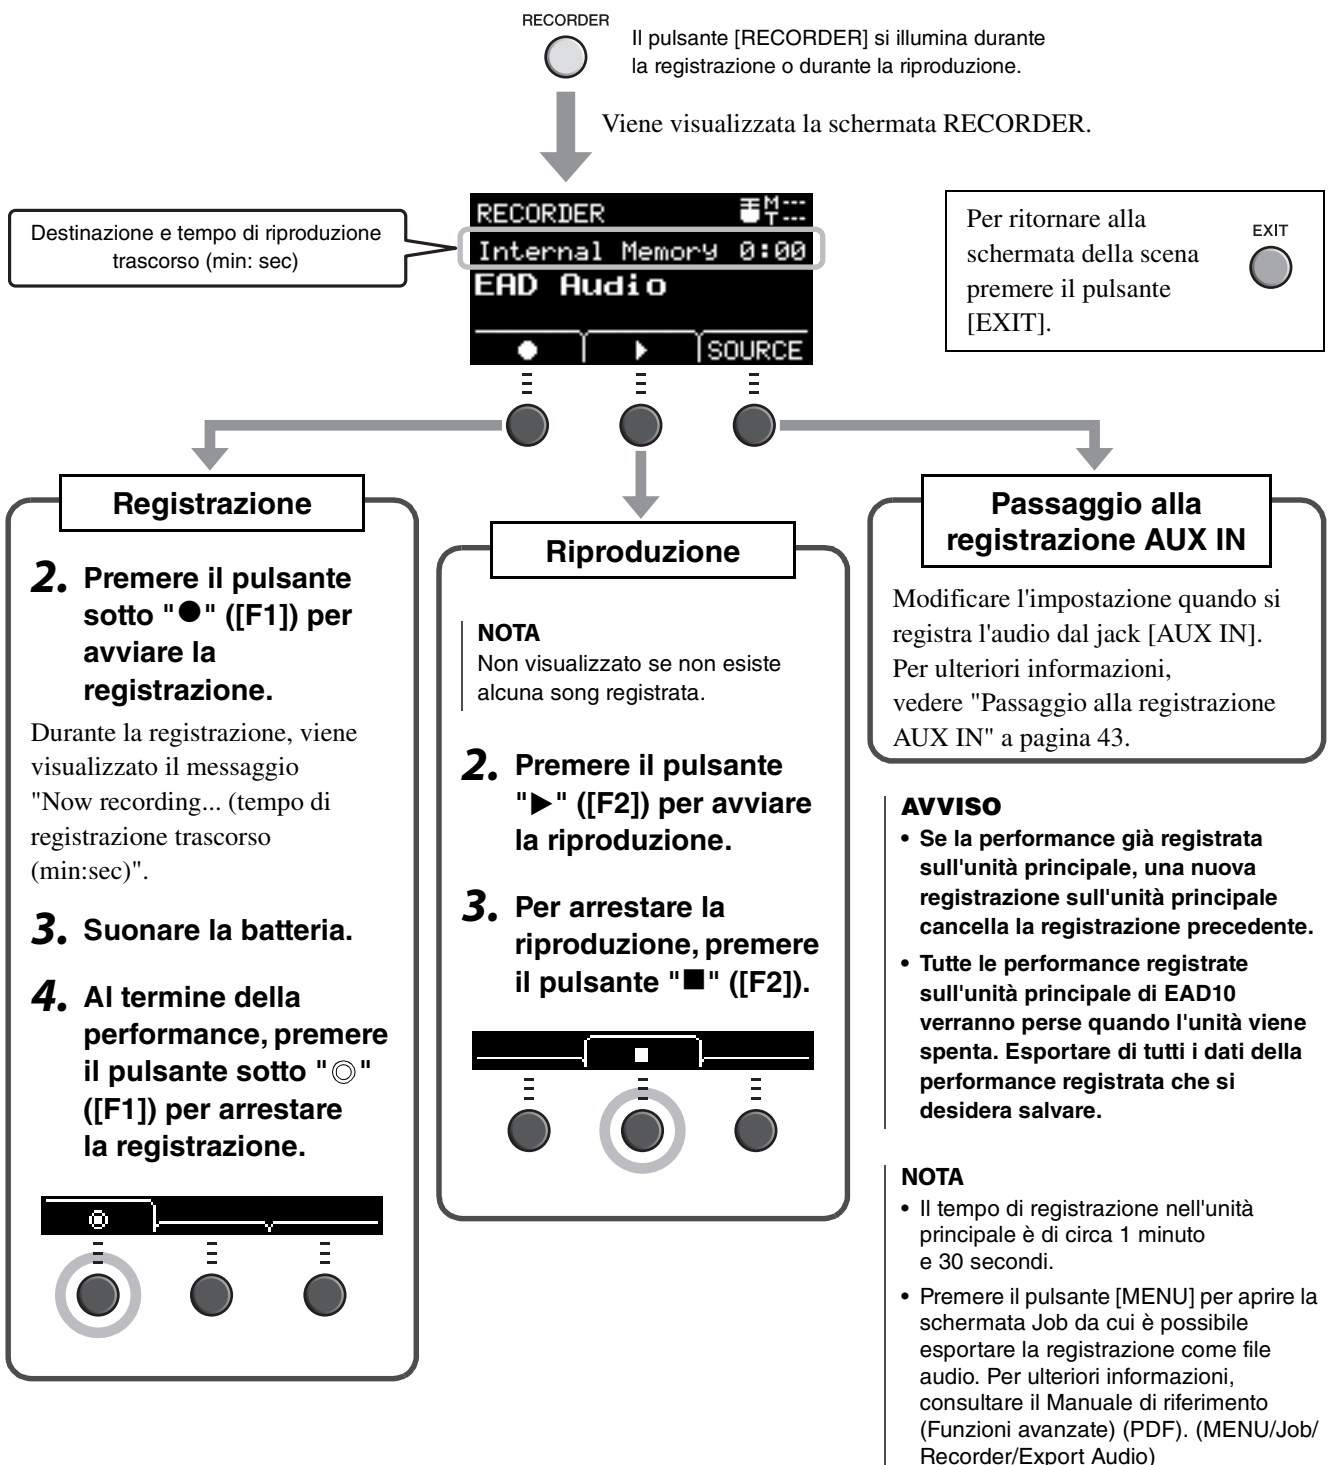 RECORDER
Il pulsante [RECORDER] si illumina durante
la registrazione o durante la riproduzione.
Viene visualizzata la schermata RECORDER.
Destinazione e tempo di riproduzione
trascorso (min: sec)
RECORDER M---
T---
Internal Memory 0:00
EAD Audio
● ▶ SOURCE
Per ritornare alla
schermata della scena
premere il pulsante
[EXIT].
EXIT
Registrazione
2. Premere il pulsante
sotto "●" ([F1]) per
avviare la
registrazione.
Durante la registrazione, viene
visualizzato il messaggio
"Now recording... (tempo di
registrazione trascorso
(min:sec)".
3. Suonare la batteria.
4. Al termine della
performance, premere
il pulsante sotto "◎"
([F1]) per arrestare
la registrazione.
Riproduzione
NOTA
Non visualizzato se non esiste
alcuna song registrata.
2. Premere il pulsante
"▶" ([F2]) per avviare
la riproduzione.
3. Per arrestare la
riproduzione, premere
il pulsante "■" ([F2]).
Passaggio alla
registrazione AUX IN
Modificare l'impostazione quando si
registra l'audio dal jack [AUX IN].
Per ulteriori informazioni,
vedere "Passaggio alla registrazione
AUX IN" a pagina 43.
AVVISO
• Se la performance già registrata
sull'unità principale, una nuova
registrazione sull'unità principale
cancella la registrazione precedente.
• Tutte le performance registrate
sull'unità principale di EAD10
verranno perse quando l'unità viene
spenta. Esportare di tutti i dati della
performance registrata che si
desidera salvare.
NOTA
• Il tempo di registrazione nell'unità
principale è di circa 1 minuto
e 30 secondi.
• Premere il pulsante [MENU] per aprire la
schermata Job da cui è possibile
esportare la registrazione come file
audio. Per ulteriori informazioni,
consultare il Manuale di riferimento
(Funzioni avanzate) (PDF). (MENU/Job/
Recorder/Export Audio)